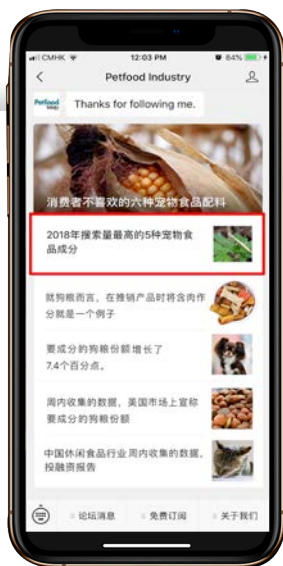 CMHK 12:03 PM 84%
Petfood Industry
Petfood
Thanks for following me.
消费者不喜欢的六种宠物食品
配料
2018年搜索量最高的5种宠物食
品成分
就狗粮而言，在推销产品时将含肉作
分就是一个例子
要成分的狗粮份额增长了
7.4个百分点。
周内收集的数据，美国市场上宣称
要成分的狗粮份额
中国休闲食品行业周内收集的数据，
投融资报告
论坛消息 免费订阅 关于我们